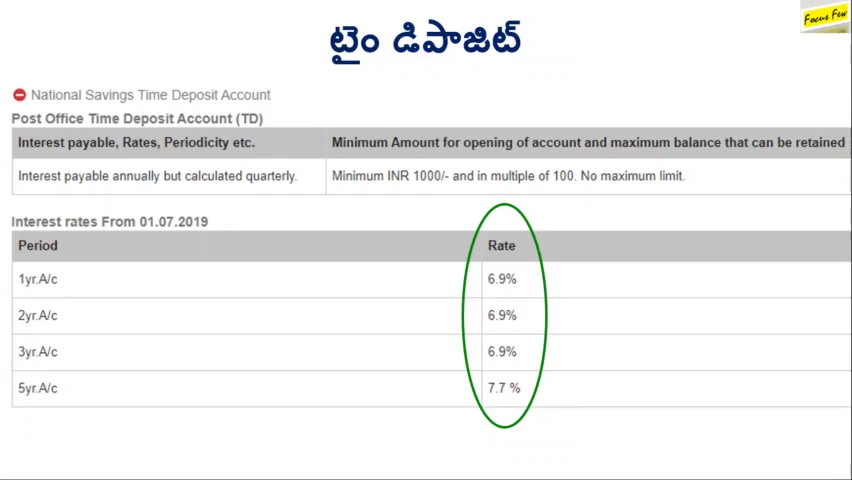 Focus Few
టైం డిపాజిట్
National Savings Time Deposit Account
Post Office Time Deposit Account (TD)
Interest payable, Rates, Periodicity etc. Minimum Amount for opening of account and maximum balance that can be retained
Interest payable annually but calculated quarterly. Minimum INR 1000/- and in multiple of 100. No maximum limit.
Interest rates From 01.07.2019
Period Rate
1yr.A/c 6.9%
2yr.A/c 6.9%
3yr.A/c 6.9%
5yr.A/c 7.7 %